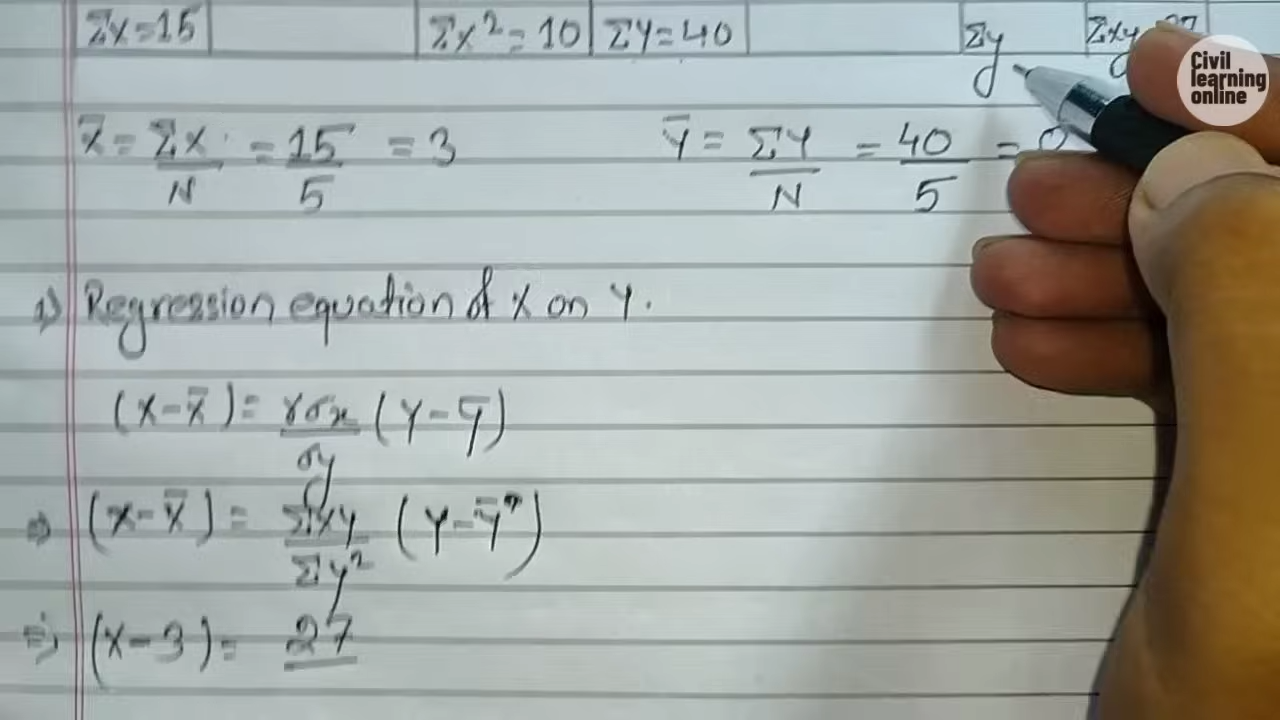 Σx=15 Σx²=10 ΣY=40 Σy Σxy
x̄ = Σx/N = 15/5 = 3 Ȳ = ΣY/N = 40/5 =
1) Regression equation of X on Y.
(x-x̄) = rσx/σy (Y-Ȳ)
⇒ (x-x̄) = Σxy/Σy² (Y-Ȳ)
⇒ (x-3) = 27
Civil
learning
online